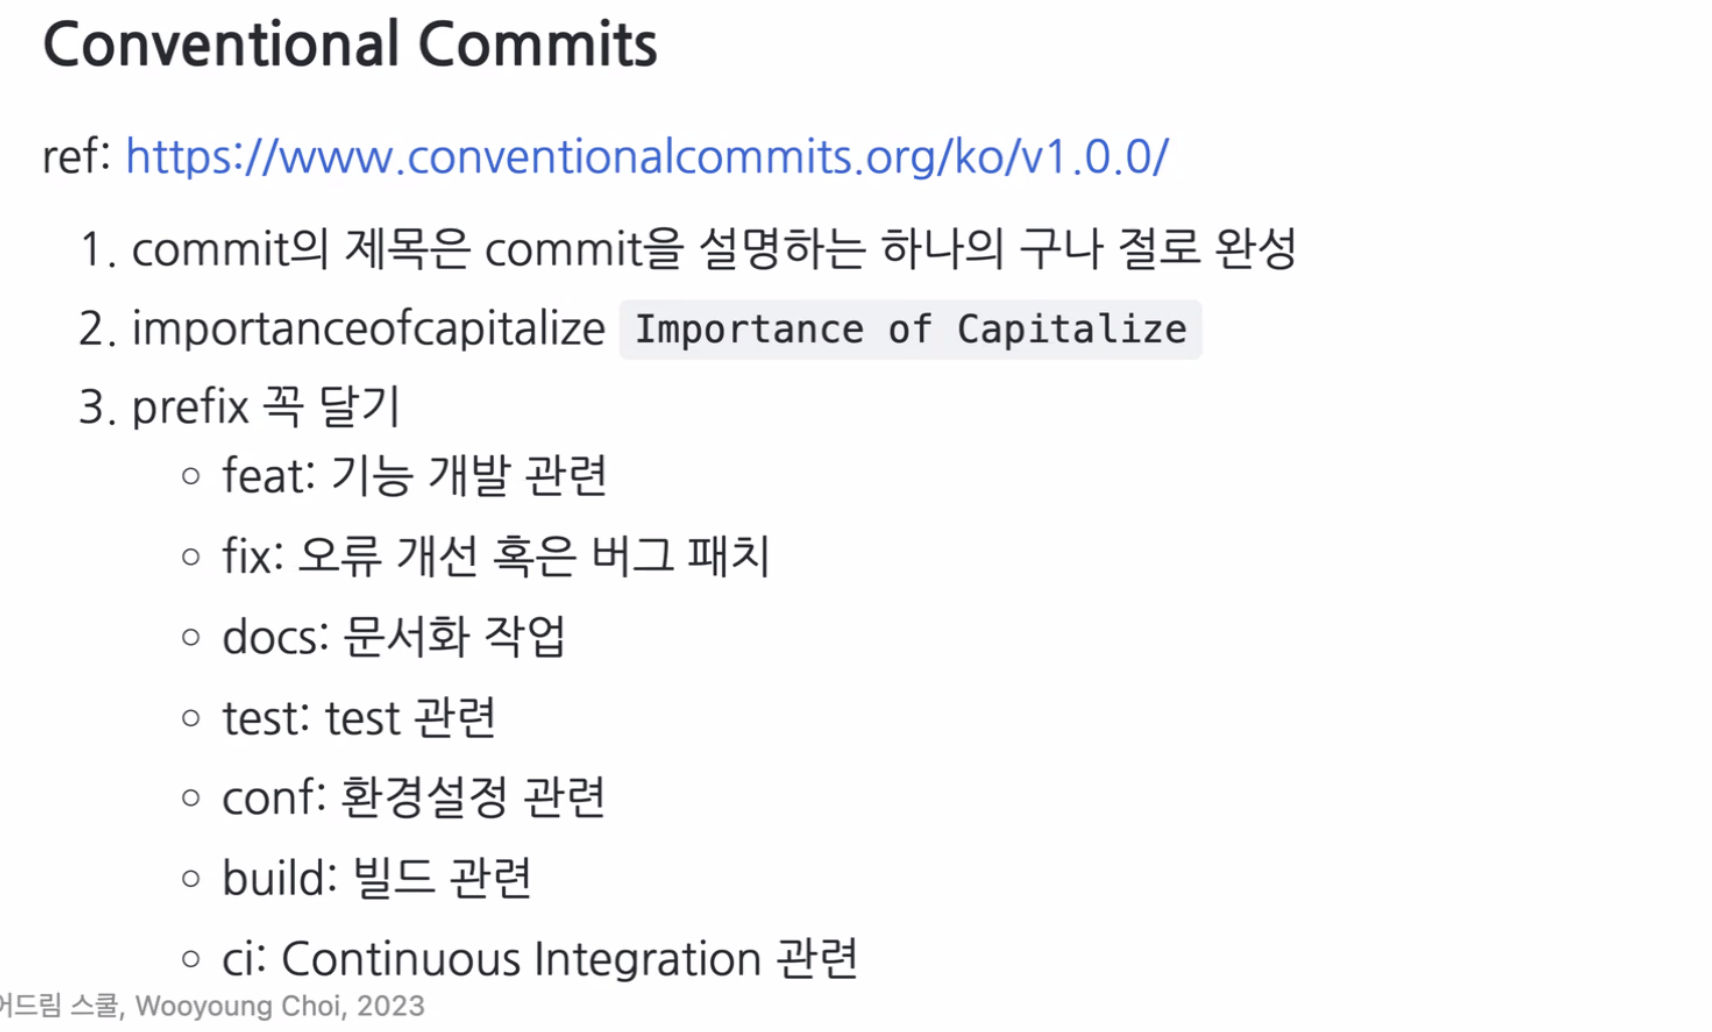 Conventional Commits
ref: https://www.conventionalcommits.org/ko/v1.0.0/
1. commit의 제목은 commit을 설명하는 하나의 구나 절로 완성
2. importanceofcapitalize Importance of Capitalize
3. prefix 꼭 달기
◦ feat: 기능 개발 관련
◦ fix: 오류 개선 혹은 버그 패치
◦ docs: 문서화 작업
◦ test: test 관련
◦ conf: 환경설정 관련
◦ build: 빌드 관련
◦ ci: Continuous Integration 관련
어드림 스쿨, Wooyoung Choi, 2023